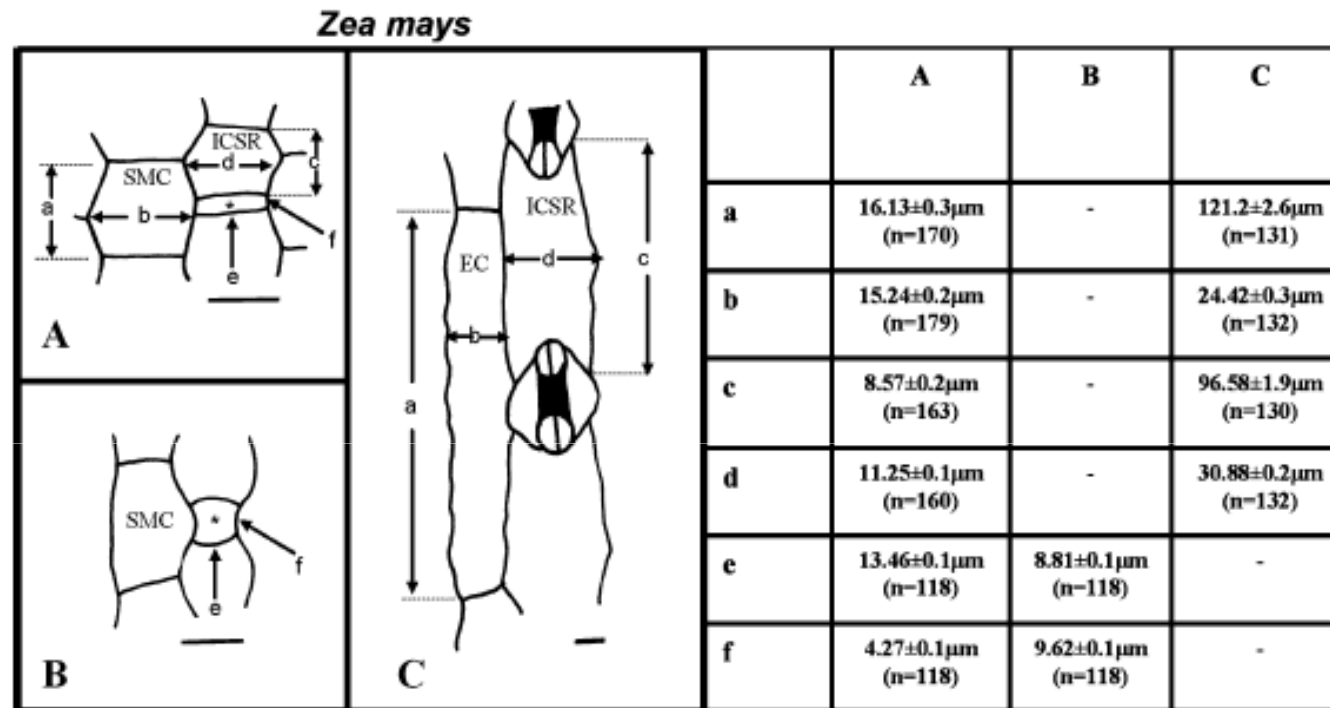 Zea mays
ICSR
d
c
SMC
a
b
*
f
e
A
SMC
*
f
e
B
ICSR
EC
d
c
b
a
C
A B C
a 16.13±0.3μm - 121.2±2.6μm
(n=170) (n=131)
b 15.24±0.2μm - 24.42±0.3μm
(n=179) (n=132)
c 8.57±0.2μm - 96.58±1.9μm
(n=163) (n=130)
d 11.25±0.1μm - 30.88±0.2μm
(n=160) (n=132)
e 13.46±0.1μm 8.81±0.1μm -
(n=118) (n=118)
f 4.27±0.1μm 9.62±0.1μm -
(n=118) (n=118)